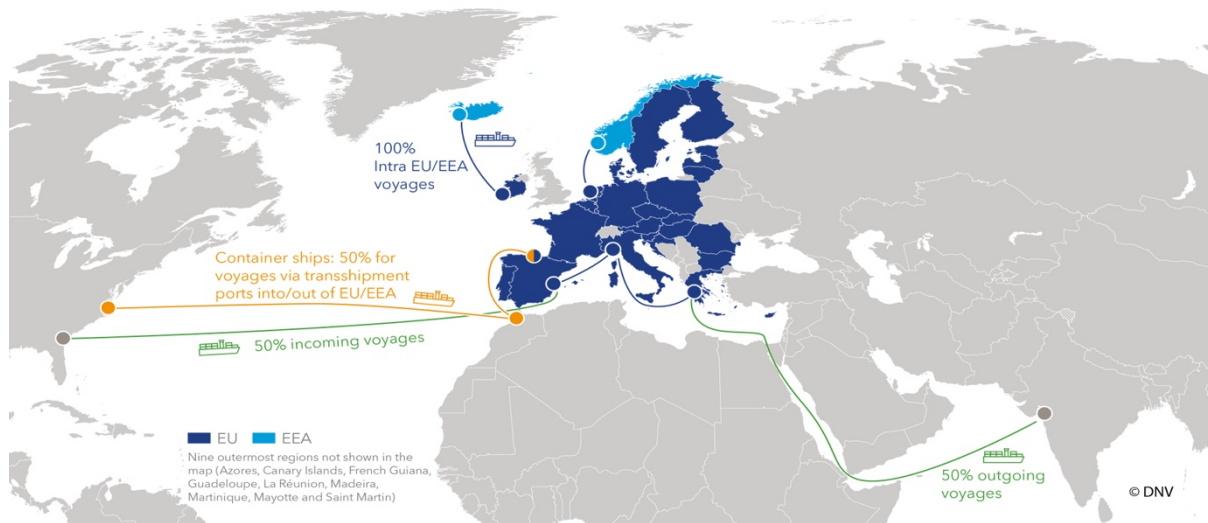 100%
Intra EU/EEA
voyages
Container ships: 50% for
voyages via transshipment
ports into/out of EU/EEA
50% incoming voyages
EU EEA
Nine outermost regions not shown in the
map (Azores, Canary Islands, French Guiana,
Guadeloupe, La Réunion, Madeira,
Martinique, Mayotte and Saint Martin)
50% outgoing
voyages
© DNV